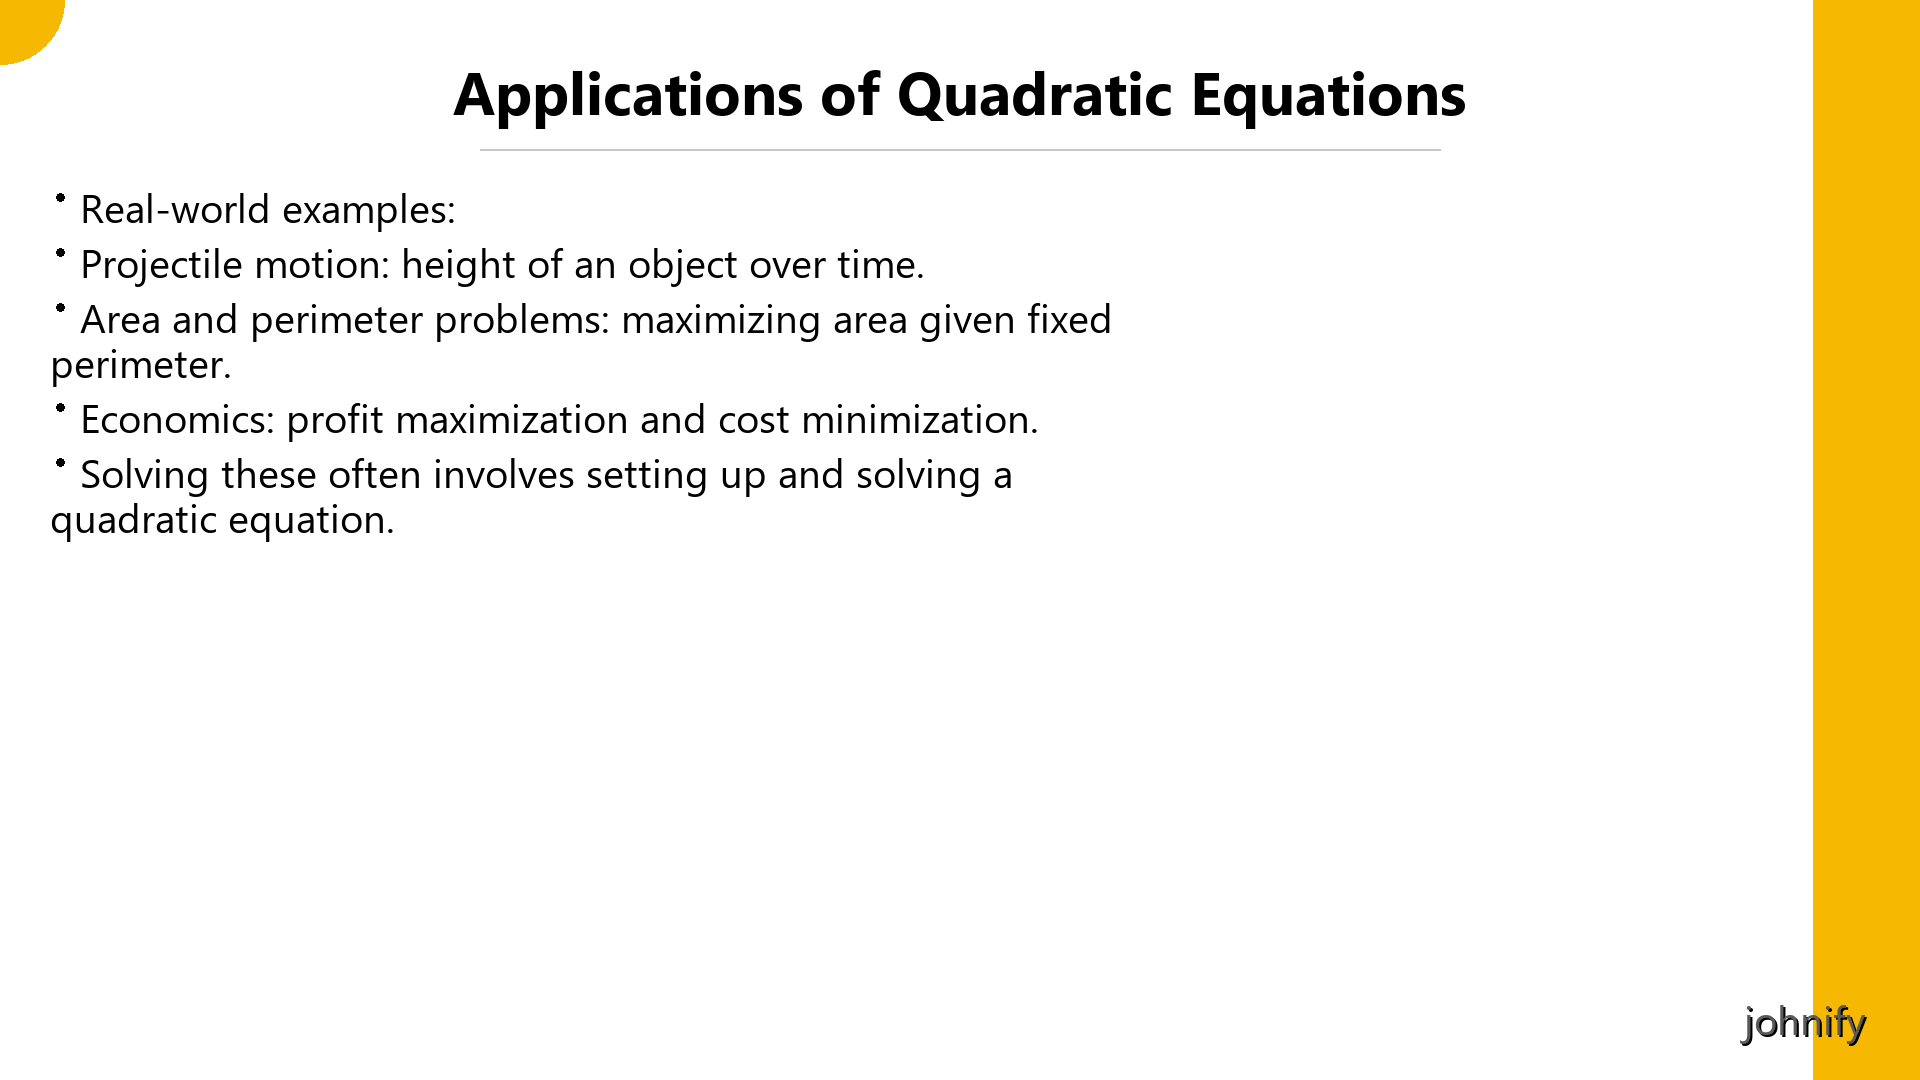 Applications of Quadratic Equations
• Real-world examples:
• Projectile motion: height of an object over time.
• Area and perimeter problems: maximizing area given fixed
perimeter.
• Economics: profit maximization and cost minimization.
• Solving these often involves setting up and solving a
quadratic equation.
johnify